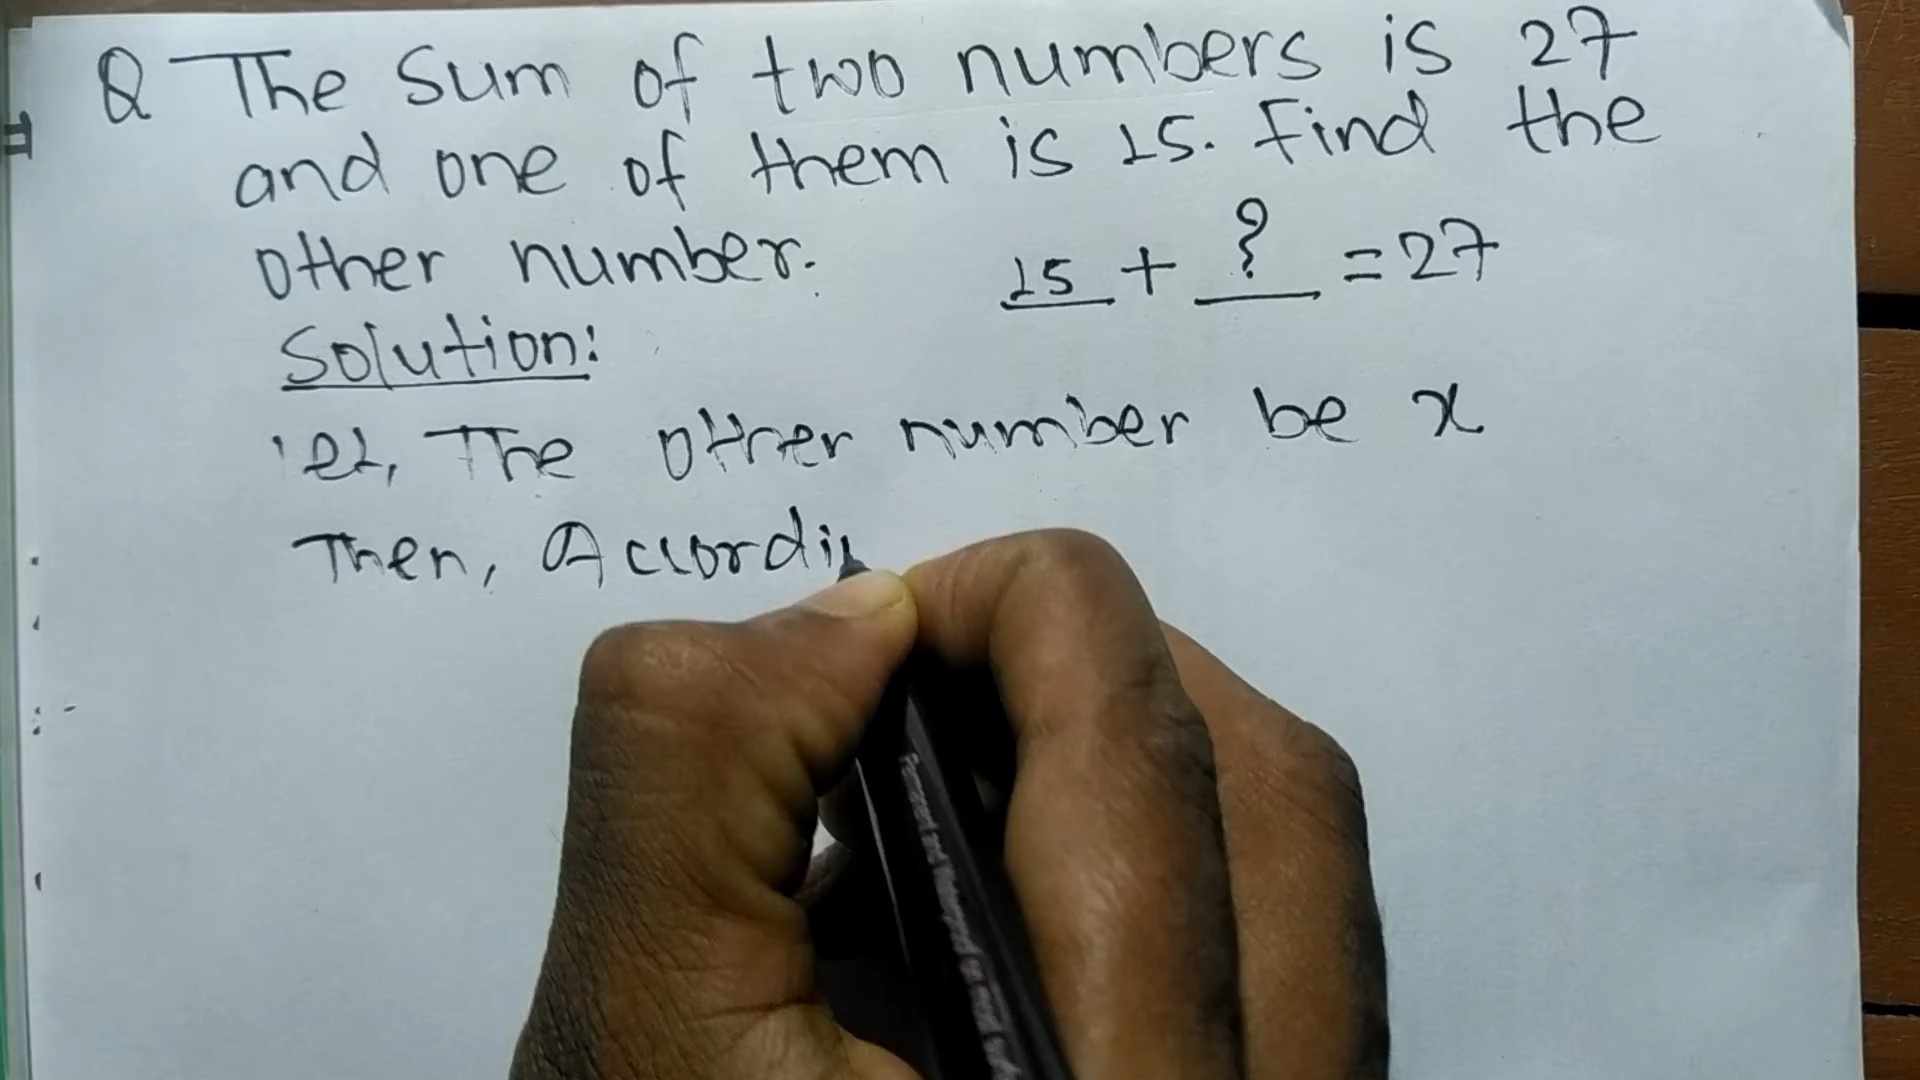 Q The Sum of two numbers is 27
and one of them is 15. Find the
other number.
15 + ? = 27
Solution:
Let, The other number be x
Then, Accordin